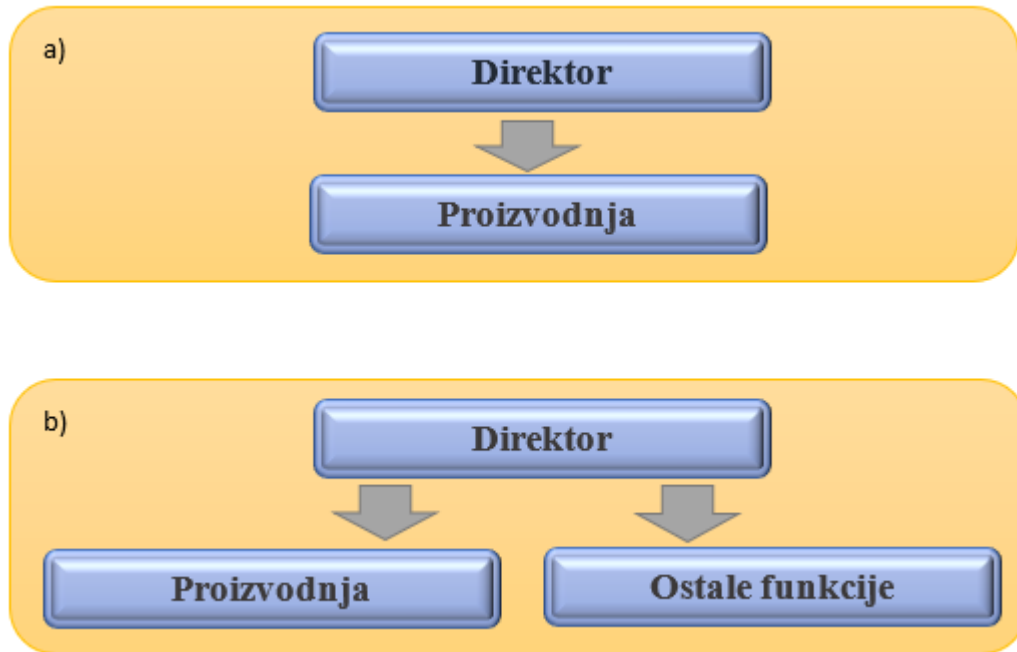 a)
Direktor
Proizvodnja
b)
Direktor
Proizvodnja
Ostale funkcije